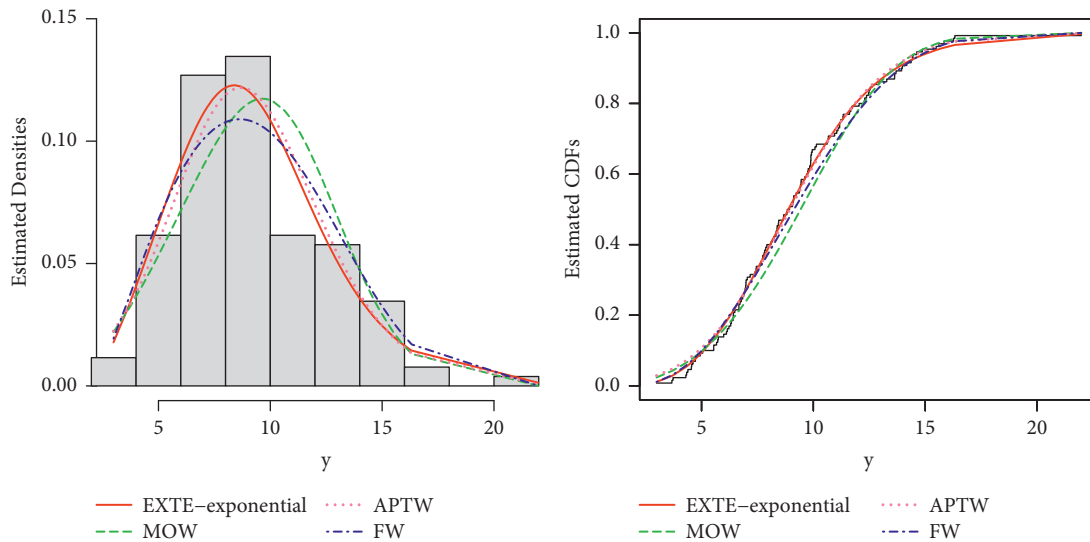 Estimated Densities
0.15
0.10
0.05
0.00
5 10 15 20
y
EXTE−exponential APTW
MOW FW
Estimated CDFs
1.0
0.8
0.6
0.4
0.2
0.0
5 10 15 20
y
EXTE−exponential APTW
MOW FW